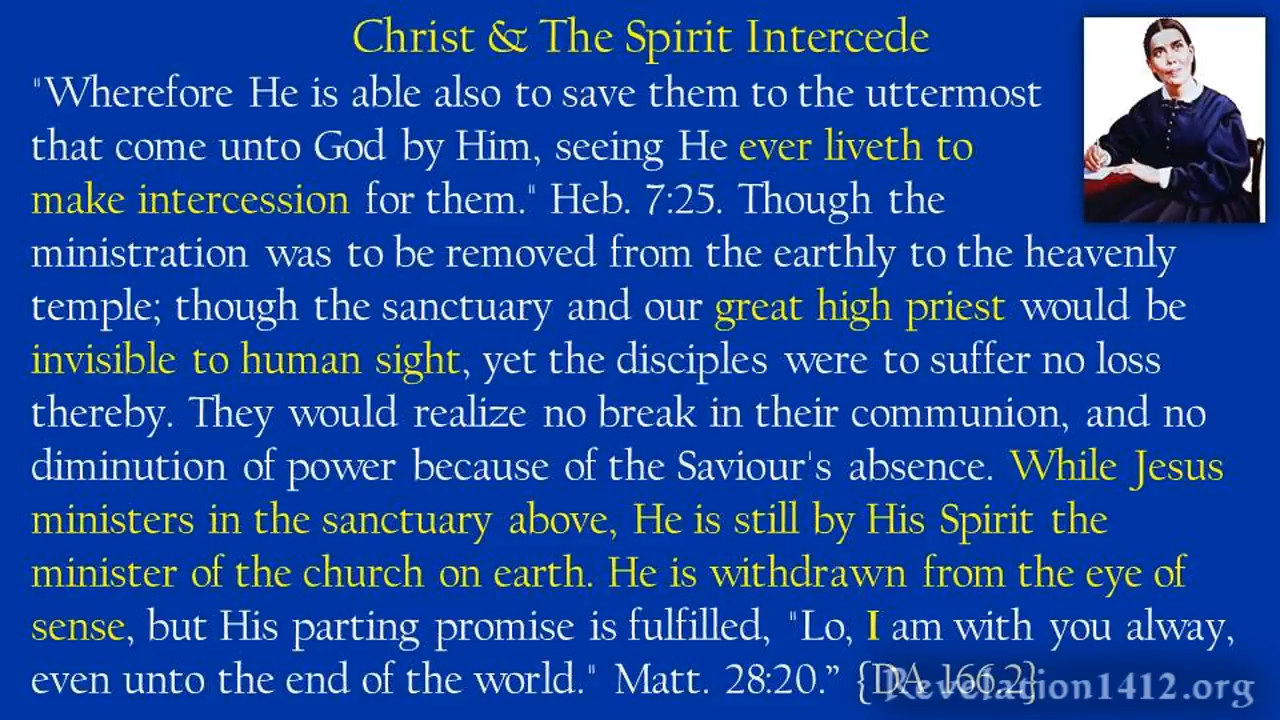 Christ & The Spirit Intercede
"Wherefore He is able also to save them to the uttermost
that come unto God by Him, seeing He ever liveth to
make intercession for them." Heb. 7:25. Though the
ministration was to be removed from the earthly to the heavenly
temple; though the sanctuary and our great high priest would be
invisible to human sight, yet the disciples were to suffer no loss
thereby. They would realize no break in their communion, and no
diminution of power because of the Saviour's absence. While Jesus
ministers in the sanctuary above, He is still by His Spirit the
minister of the church on earth. He is withdrawn from the eye of
sense, but His parting promise is fulfilled, "Lo, I am with you alway,
even unto the end of the world." Matt. 28:20.” {DA 166.2}
Revelation1412.org